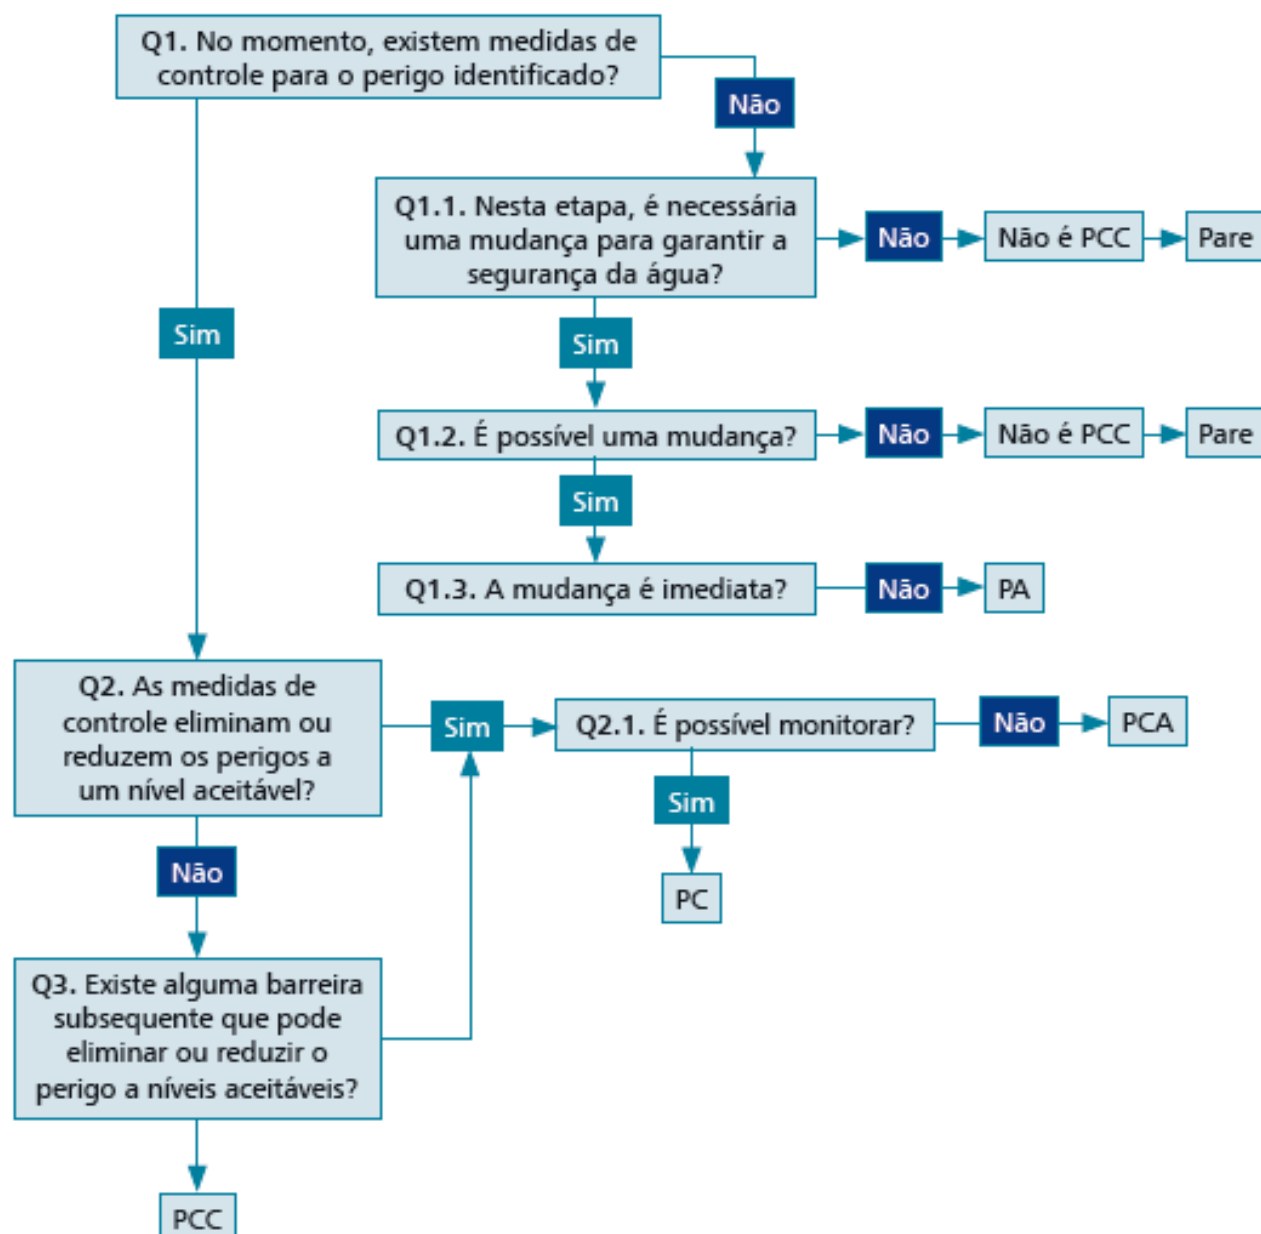 Q1. No momento, existem medidas de
controle para o perigo identificado?
Não
Q1.1. Nesta etapa, é necessária
uma mudança para garantir a
segurança da água?
Não
Não é PCC
Pare
Sim
Sim
Q1.2. É possível uma mudança?
Não
Não é PCC
Pare
Sim
Q1.3. A mudança é imediata?
Não
PA
Q2. As medidas de
controle eliminam ou
reduzem os perigos a
um nível aceitável?
Sim
Q2.1. É possível monitorar?
Não
PCA
Sim
PC
Não
Q3. Existe alguma barreira
subsequente que pode
eliminar ou reduzir o
perigo a níveis aceitáveis?
PCC